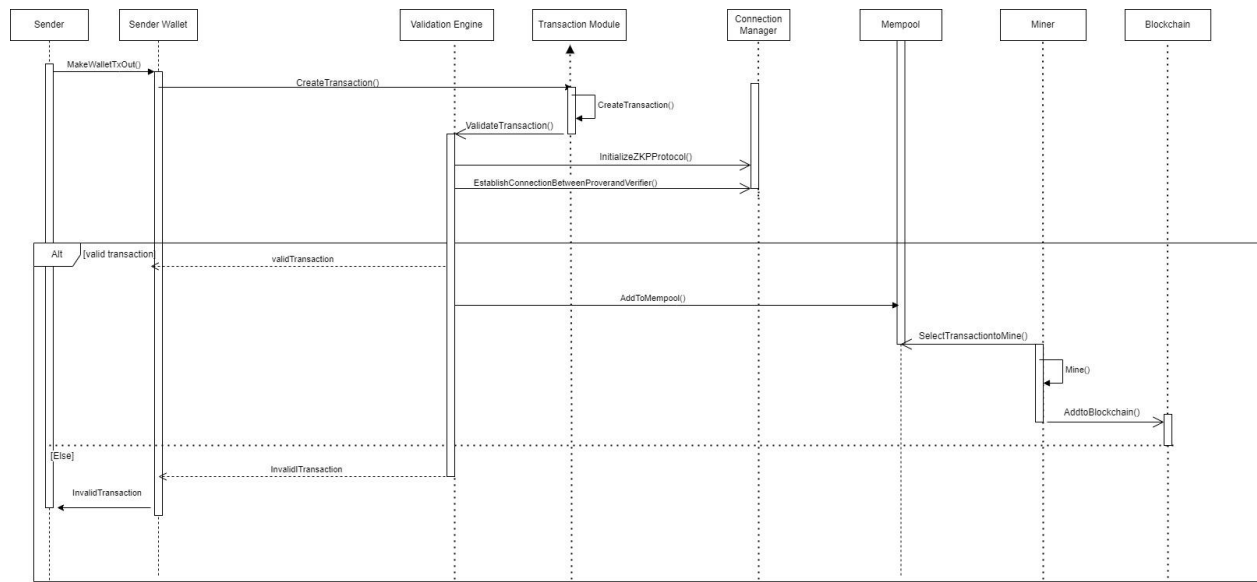 Sender
Sender Wallet
Validation Engine
Transaction Module
Connection
Manager
Mempool
Miner
Blockchain
MakeWalletTxOut()
CreateTransaction()
CreateTransaction()
ValidateTransaction()
InitializeZKPProtocol()
EstablishConnectionBetweenProverandVerifier()
Alt
[valid transaction]
validTransaction
AddToMempool()
SelectTransactiontoMine()
Mine()
AddtoBlockchain()
[Else]
InvalidITransaction
InvalidTransaction